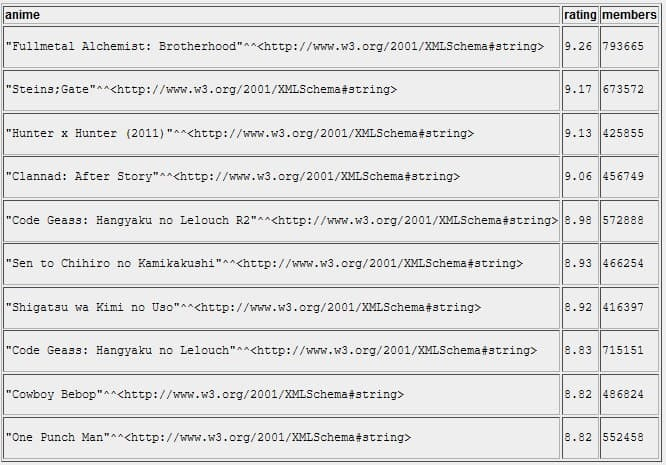 anime rating members
"Fullmetal Alchemist: Brotherhood"^^<http://www.w3.org/2001/XMLSchema#string> 9.26 793665
"Steins;Gate"^^<http://www.w3.org/2001/XMLSchema#string> 9.17 673572
"Hunter x Hunter (2011)"^^<http://www.w3.org/2001/XMLSchema#string> 9.13 425855
"Clannad: After Story"^^<http://www.w3.org/2001/XMLSchema#string> 9.06 456749
"Code Geass: Hangyaku no Lelouch R2"^^<http://www.w3.org/2001/XMLSchema#string> 8.98 572888
"Sen to Chihiro no Kamikakushi"^^<http://www.w3.org/2001/XMLSchema#string> 8.93 466254
"Shigatsu wa Kimi no Uso"^^<http://www.w3.org/2001/XMLSchema#string> 8.92 416397
"Code Geass: Hangyaku no Lelouch"^^<http://www.w3.org/2001/XMLSchema#string> 8.83 715151
"Cowboy Bebop"^^<http://www.w3.org/2001/XMLSchema#string> 8.82 486824
"One Punch Man"^^<http://www.w3.org/2001/XMLSchema#string> 8.82 552458